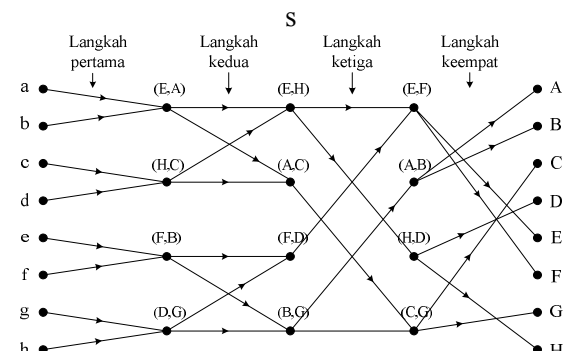 S
Langkah pertama
Langkah kedua
Langkah ketiga
Langkah keempat
a
(E,A)
(E,H)
(E,F)
A
b
B
c
(H,C)
(A,C)
(A,B)
C
d
D
e
(F,B)
(F,D)
(H,D)
E
f
F
g
(D,G)
(B,G)
(C,G)
G
h
H